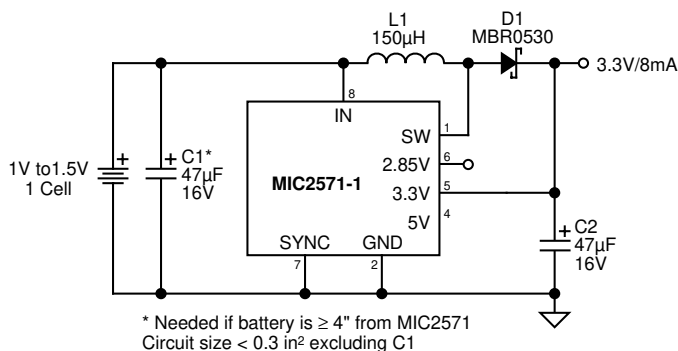 L1
150µH
D1
MBR0530
3.3V/8mA
8
IN
SW
1
2.85V
6
3.3V
5
5V
4
MIC2571-1
SYNC
GND
7
2
1V to1.5V
1 Cell
+
+
C1*
47µF
16V
+
C2
47µF
16V
* Needed if battery is ≥ 4" from MIC2571
Circuit size < 0.3 in² excluding C1